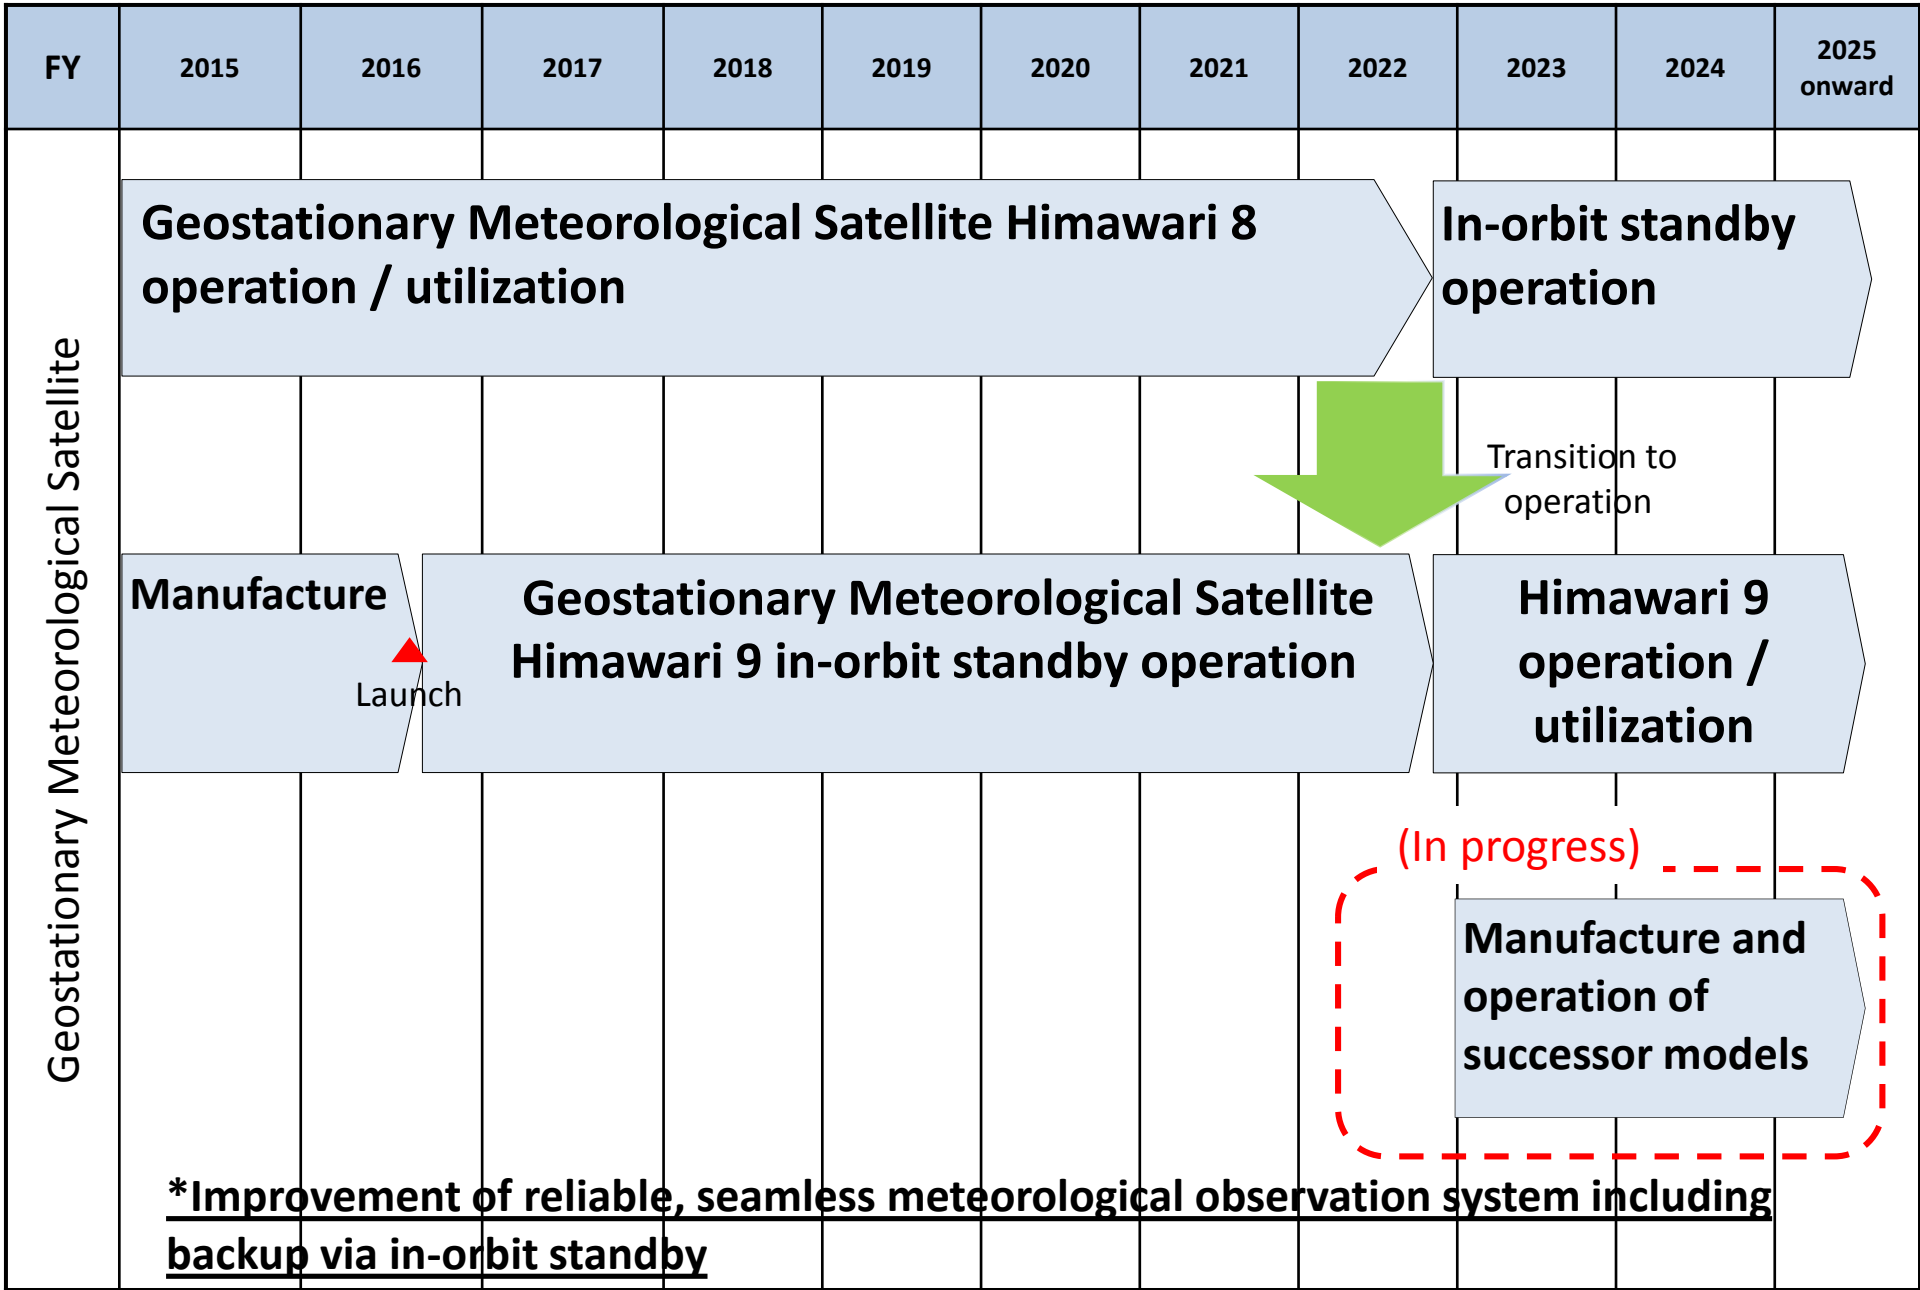 FY
2015
2016
2017
2018
2019
2020
2021
2022
2023
2024
2025
onward
Geostationary Meteorological Satellite
Geostationary Meteorological Satellite Himawari 8
operation / utilization
In-orbit standby
operation
Transition to
operation
Manufacture
Launch
Geostationary Meteorological Satellite
Himawari 9 in-orbit standby operation
Himawari 9
operation /
utilization
(In progress)
Manufacture and
operation of
successor models
*Improvement of reliable, seamless meteorological observation system including
backup via in-orbit standby